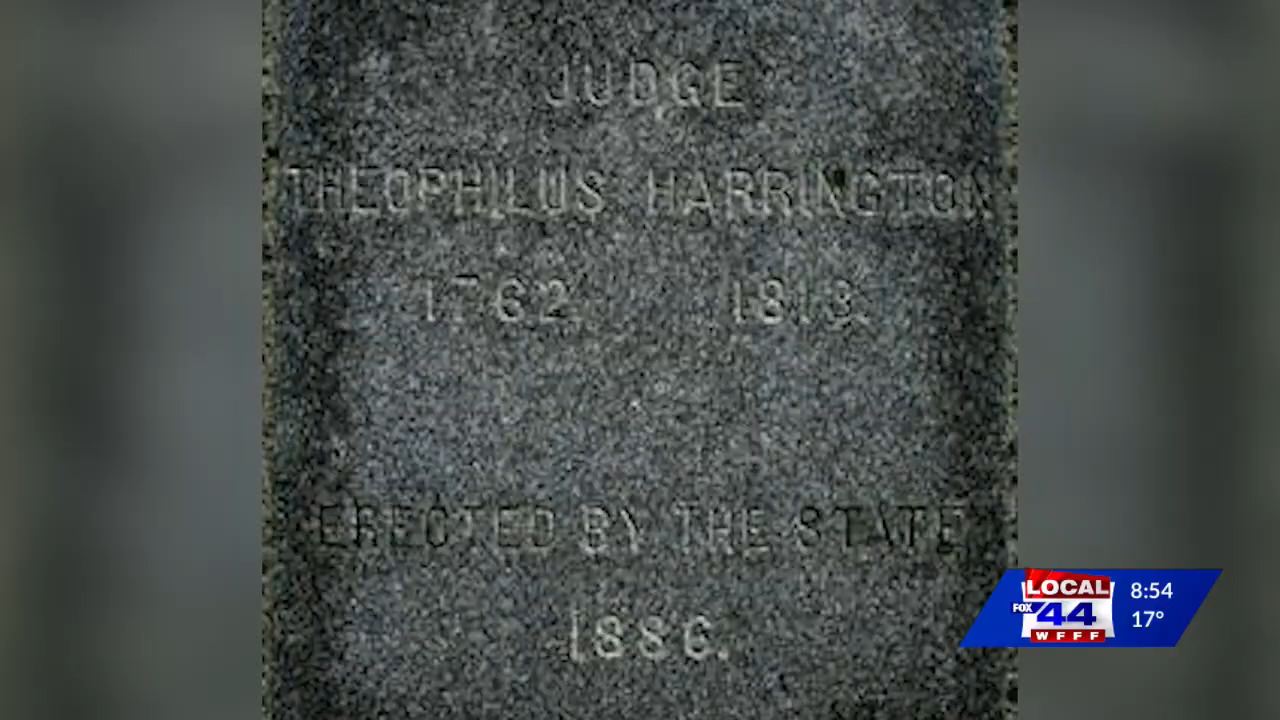 JUDGE
THEOPHILUS HARRINGTON
1762. 1813.
ERECTED BY THE STATE
1886.
LOCAL
FOX 44
WFFF
8:54
17°